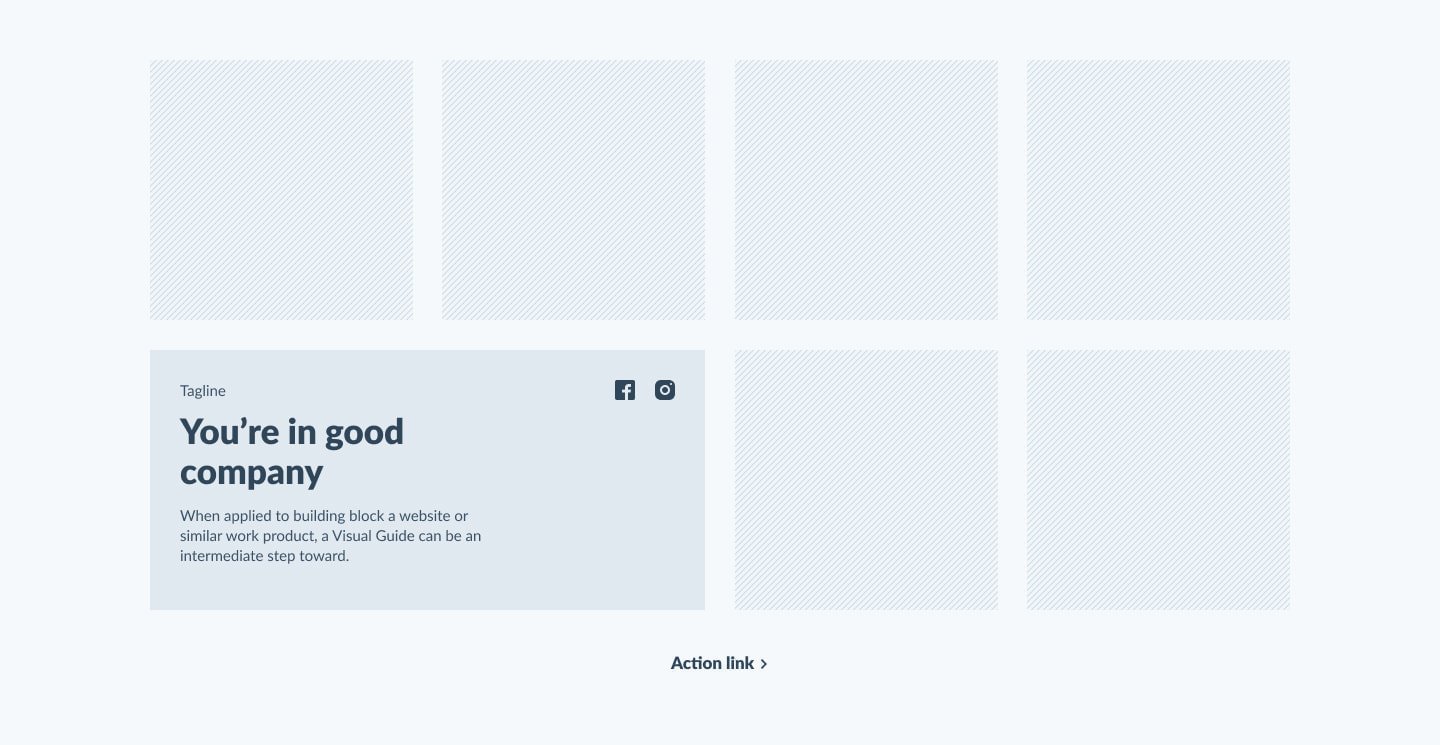 Tagline
You’re in good
company
When applied to building block a website or
similar work product, a Visual Guide can be an
intermediate step toward.
Action link